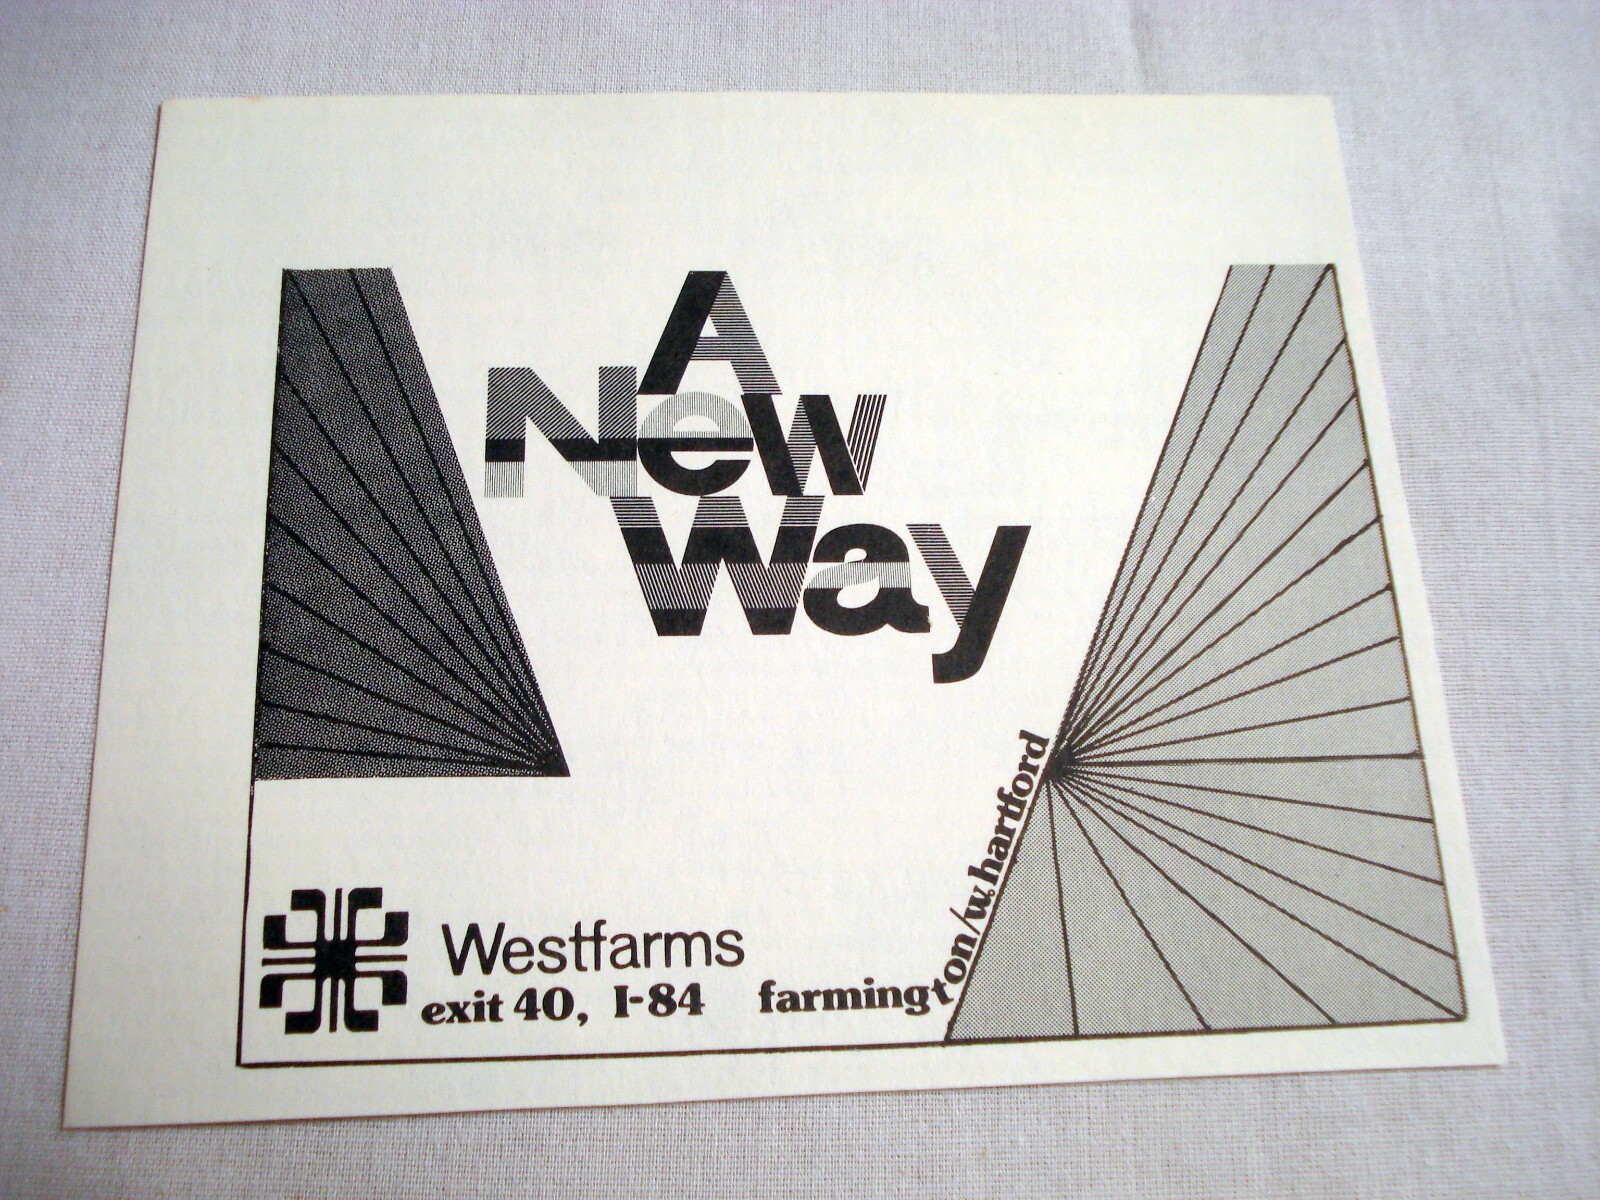 A
New
Way
Westfarms
exit 40, I-84
farmington/w.hartford